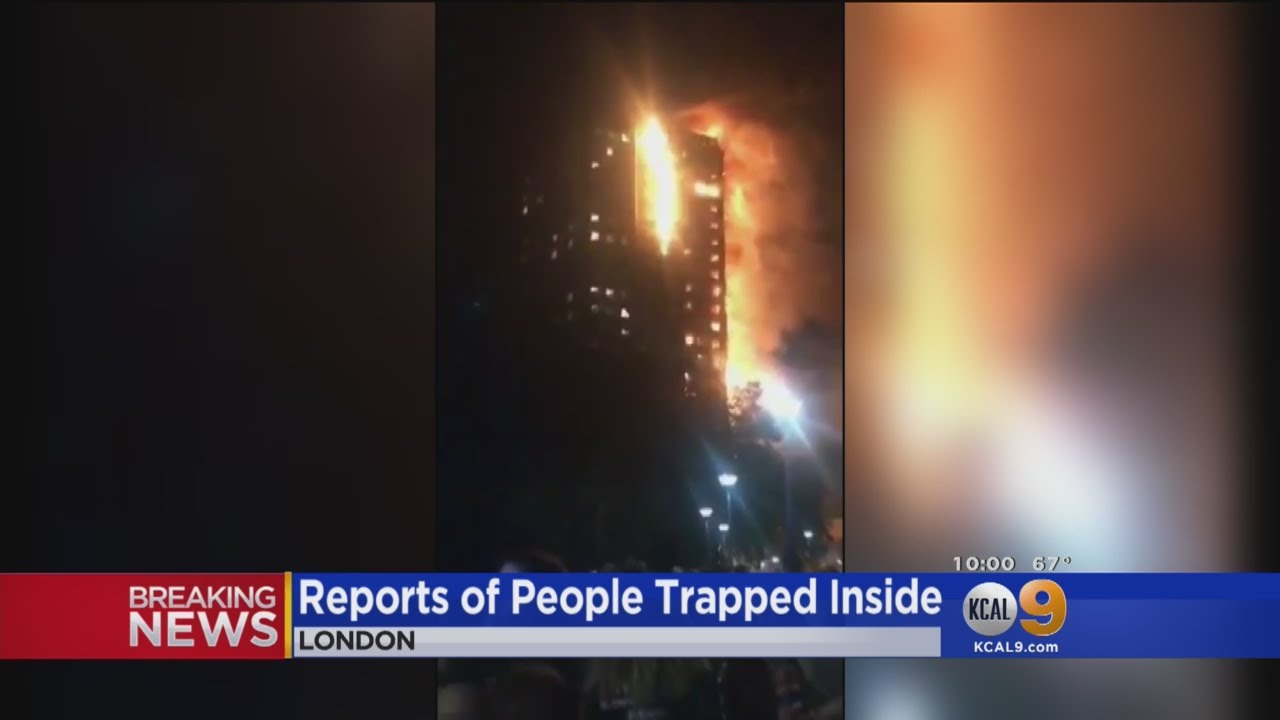 10:00 67°
BREAKING NEWS
Reports of People Trapped Inside
LONDON
KCAL 9
KCAL9.com